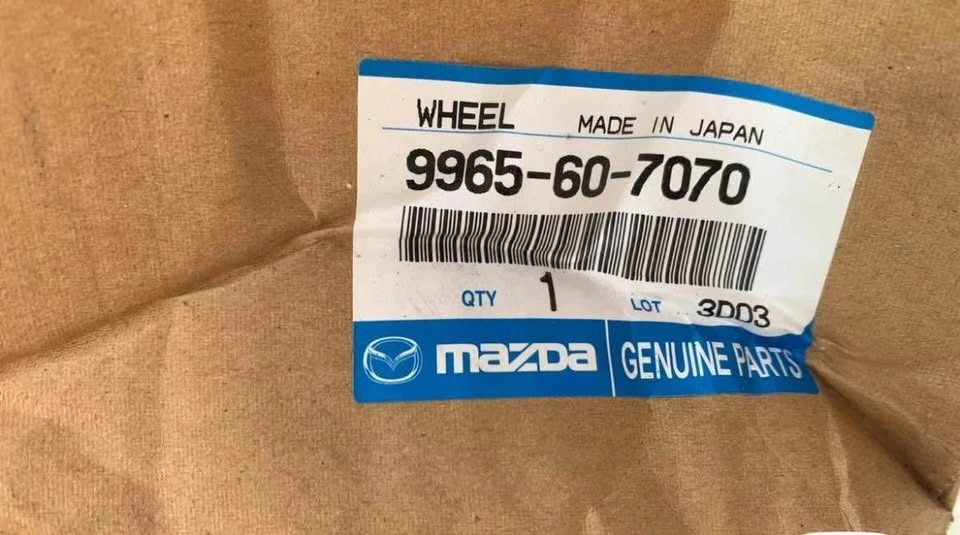 WHEEL MADE IN JAPAN
9965-60-7070
QTY 1 LOT 3D03
mazda GENUINE PARTS